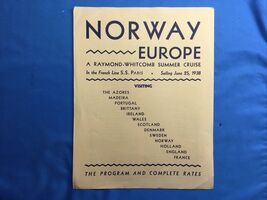 NORWAY
EUROPE
A RAYMOND-WHITCOMB SUMMER CRUISE
In the French Line S.S. PARIS • Sailing June 25, 1938
VISITING
THE AZORES
MADEIRA
PORTUGAL
BRITTANY
IRELAND
WALES
SCOTLAND
DENMARK
SWEDEN
NORWAY
HOLLAND
ENGLAND
FRANCE
THE PROGRAM AND COMPLETE RATES